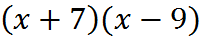 (x + 7)(x − 9)